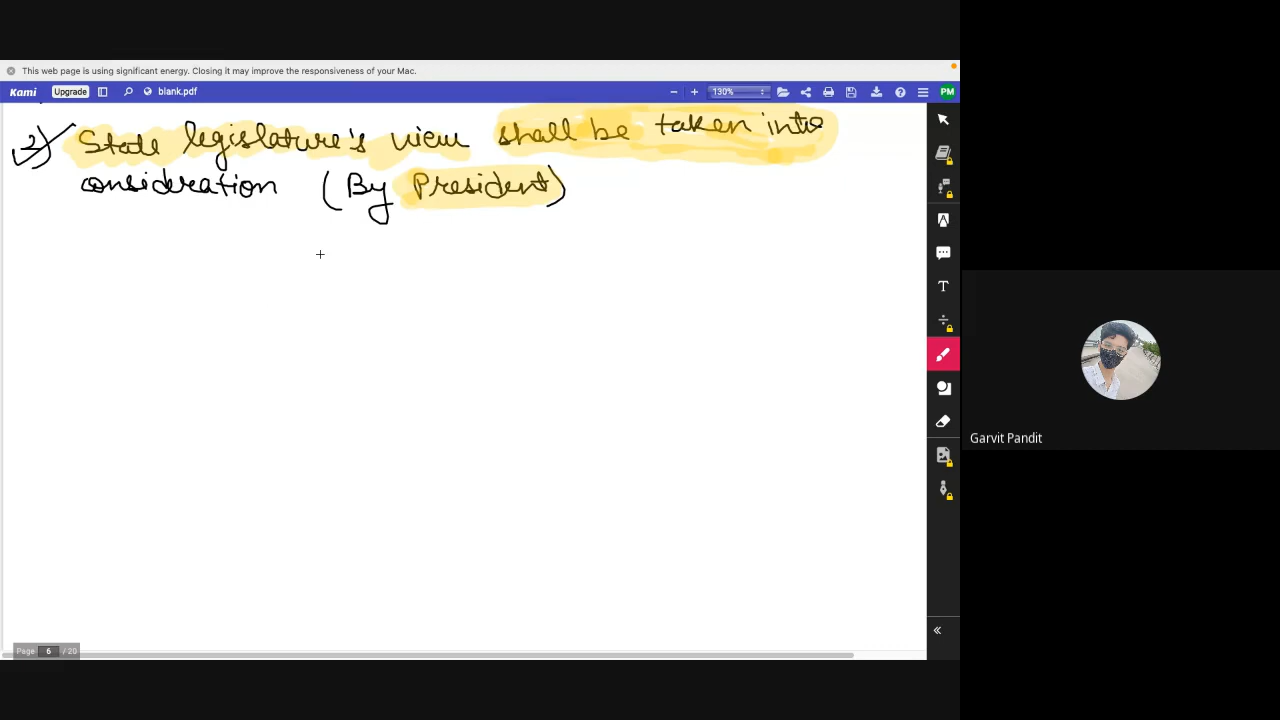 This web page is using significant energy. Closing it may improve the responsiveness of your Mac.
Kami Upgrade blank.pdf 130% PM
2) State legislature's view shall be taken into
consideration (By President)
T
Garvit Pandit
Page 6 / 20